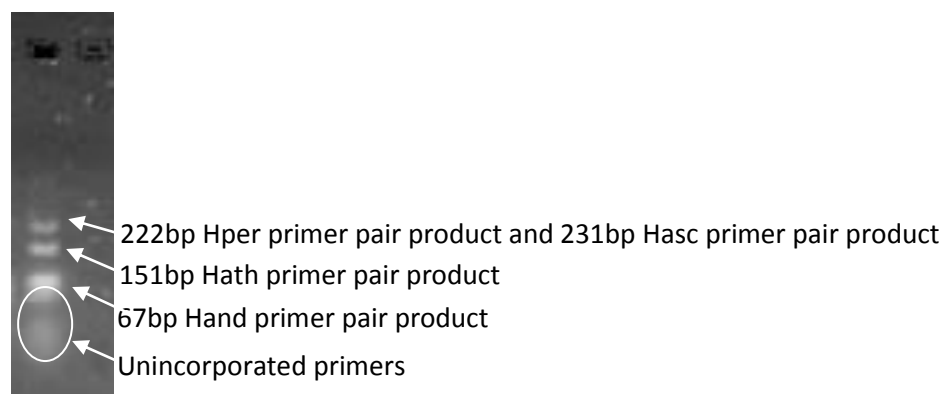 222bp Hper primer pair product and 231bp Hasc primer pair product
151bp Hath primer pair product
67bp Hand primer pair product
Unincorporated primers